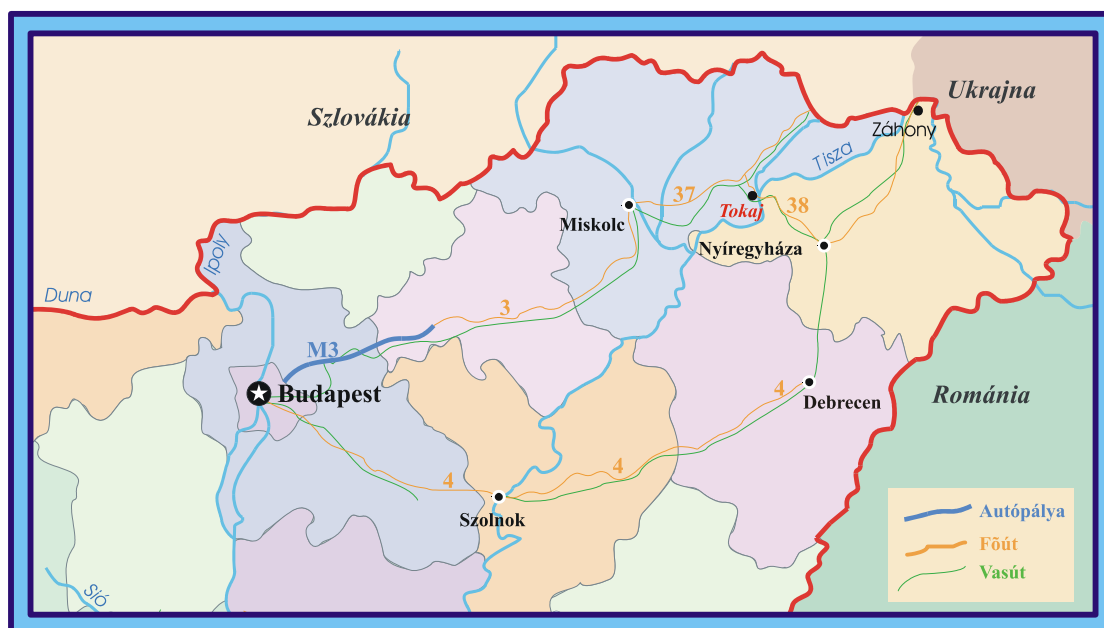 Ukrajna
Szlovákia
Záhony
Tisza
37
Tokaj
38
Miskolc
Nyíregyháza
Ipoly
Duna
3
M3
Budapest
4
Debrecen
Románia
4
4
Szolnok
Autópálya
Fõút
Vasút
Sió